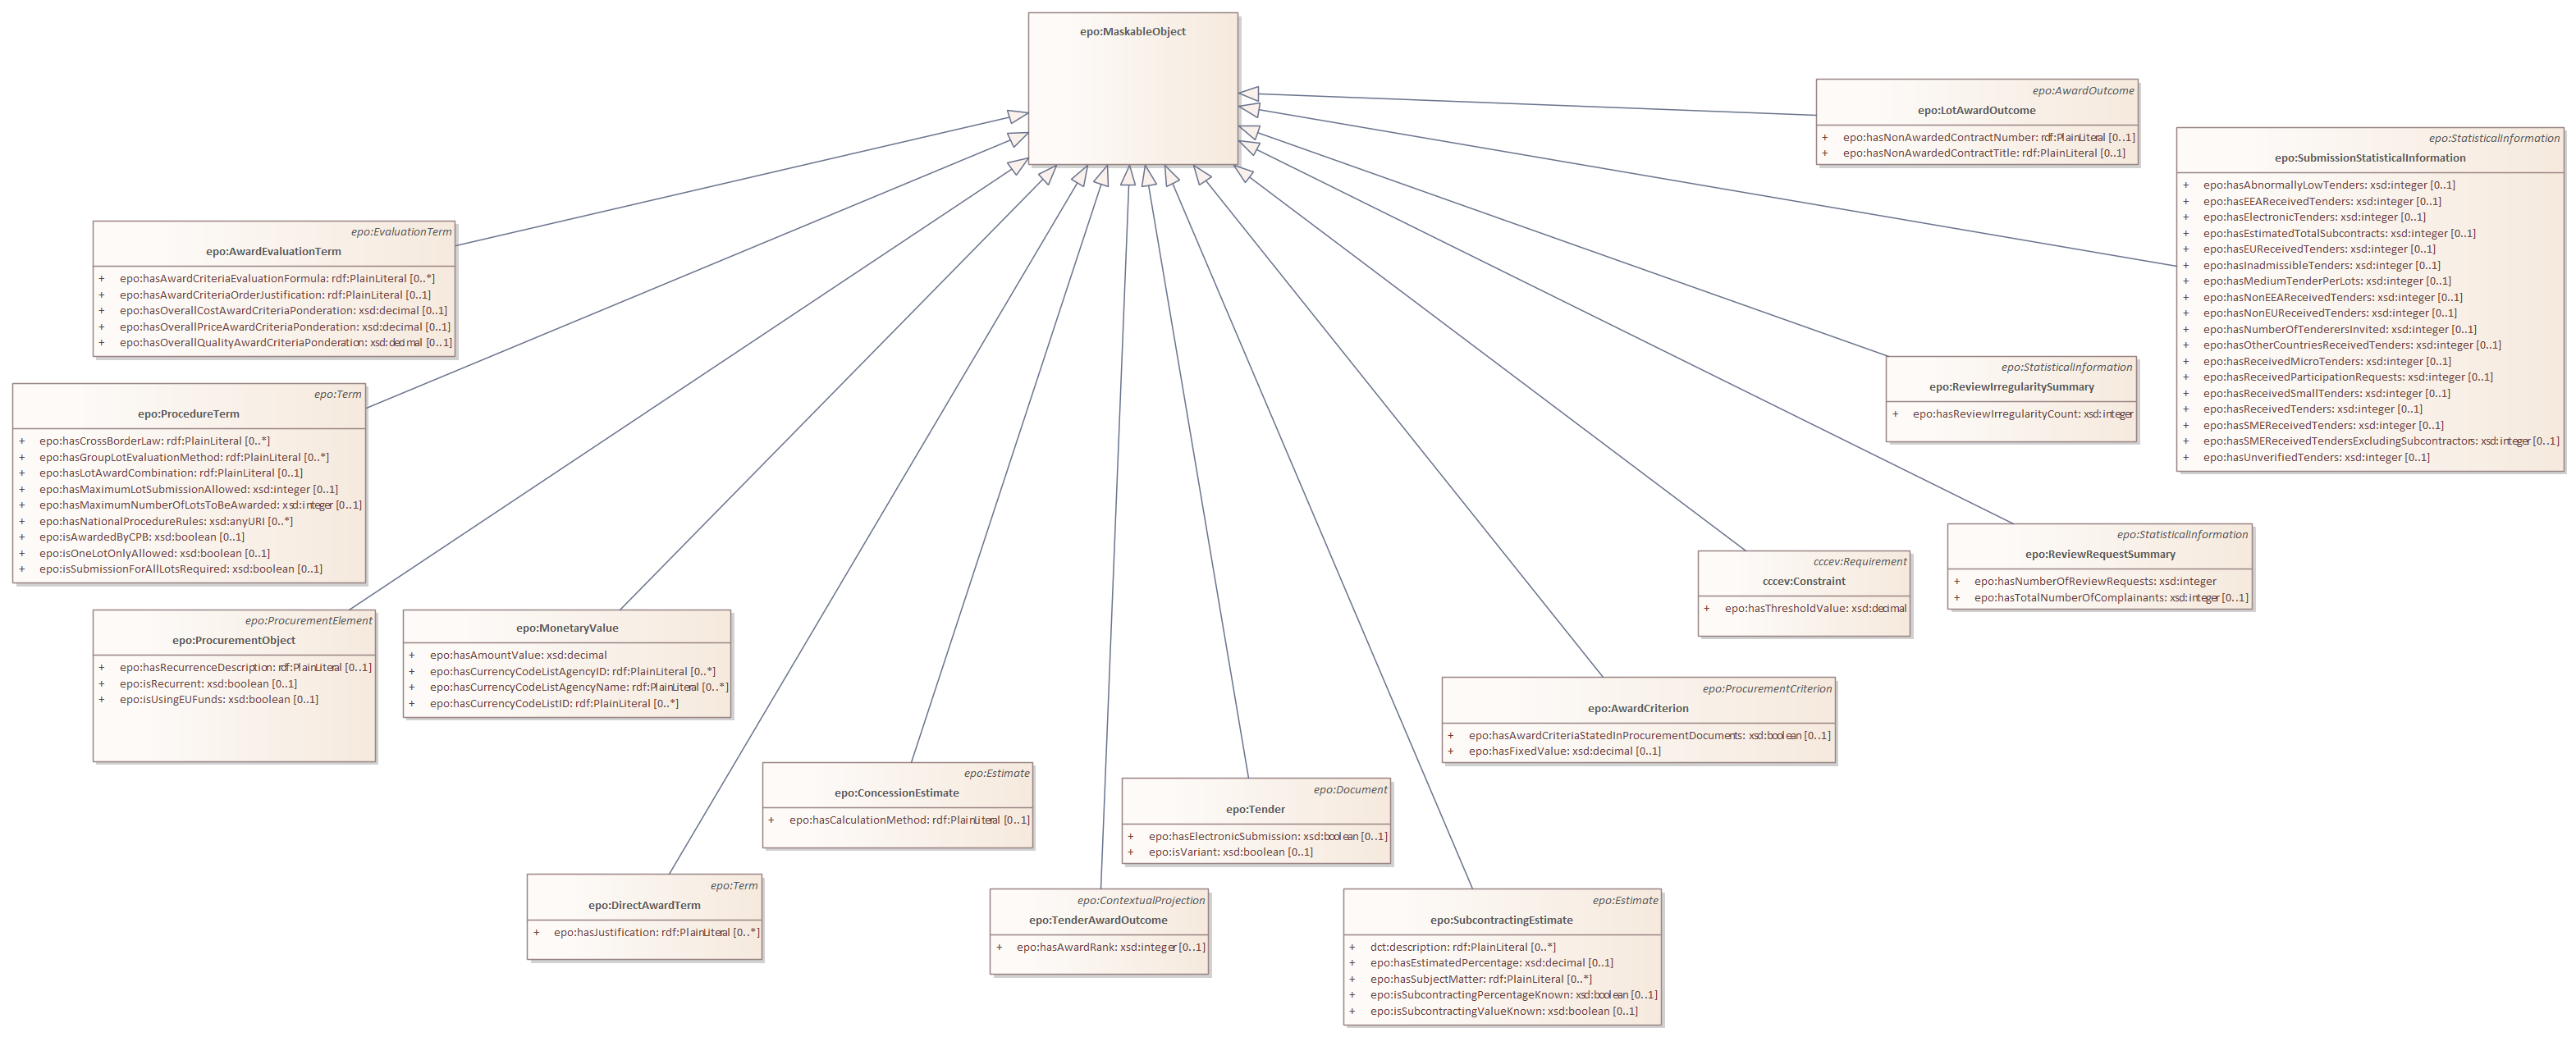 epo:MaskableObject
epo:AwardOutcome
epo:LotAwardOutcome
+ epo:hasNonAwardedContractNumber: rdf:PlainLiteral [0..1]
+ epo:hasNonAwardedContractTitle: rdf:PlainLiteral [0..1]
epo:StatisticalInformation
epo:SubmissionStatisticalInformation
+ epo:hasAbnormallyLowTenders: xsd:integer [0..1]
+ epo:hasEEAReceivedTenders: xsd:integer [0..1]
+ epo:hasElectronicTenders: xsd:integer [0..1]
+ epo:hasEstimatedTotalSubcontracts: xsd:integer [0..1]
+ epo:hasEUReceivedTenders: xsd:integer [0..1]
+ epo:hasInadmissibleTenders: xsd:integer [0..1]
+ epo:hasMediumTenderPerLots: xsd:integer [0..1]
+ epo:hasNonEEAReceivedTenders: xsd:integer [0..1]
+ epo:hasNonEUReceivedTenders: xsd:integer [0..1]
+ epo:hasNumberOfTenderersInvited: xsd:integer [0..1]
+ epo:hasOtherCountriesReceivedTenders: xsd:integer [0..1]
+ epo:hasReceivedMicroTenders: xsd:integer [0..1]
+ epo:hasReceivedParticipationRequests: xsd:integer [0..1]
+ epo:hasReceivedSmallTenders: xsd:integer [0..1]
+ epo:hasReceivedTenders: xsd:integer [0..1]
+ epo:hasSMEReceivedTenders: xsd:integer [0..1]
+ epo:hasSMEReceivedTendersExcludingSubcontractors: xsd:integer [0..1]
+ epo:hasUnverifiedTenders: xsd:integer [0..1]
epo:EvaluationTerm
epo:AwardEvaluationTerm
+ epo:hasAwardCriteriaEvaluationFormula: rdf:PlainLiteral [0..*]
+ epo:hasAwardCriteriaOrderJustification: rdf:PlainLiteral [0..1]
+ epo:hasOverallCostAwardCriteriaPonderation: xsd:decimal [0..1]
+ epo:hasOverallPriceAwardCriteriaPonderation: xsd:decimal [0..1]
+ epo:hasOverallQualityAwardCriteriaPonderation: xsd:decimal [0..1]
epo:StatisticalInformation
epo:ReviewIrregularitySummary
+ epo:hasReviewIrregularityCount: xsd:integer
epo:Term
epo:ProcedureTerm
+ epo:hasCrossBorderLaw: rdf:PlainLiteral [0..*]
+ epo:hasGroupLotEvaluationMethod: rdf:PlainLiteral [0..*]
+ epo:hasLotAwardCombination: rdf:PlainLiteral [0..1]
+ epo:hasMaximumLotSubmissionAllowed: xsd:integer [0..1]
+ epo:hasMaximumNumberOfLotsToBeAwarded: xsd:integer [0..1]
+ epo:hasNationalProcedureRules: xsd:anyURI [0..*]
+ epo:isAwardedByCPB: xsd:boolean [0..1]
+ epo:isOneLotOnlyAllowed: xsd:boolean [0..1]
+ epo:isSubmissionForAllLotsRequired: xsd:boolean [0..1]
epo:StatisticalInformation
epo:ReviewRequestSummary
+ epo:hasNumberOfReviewRequests: xsd:integer
+ epo:hasTotalNumberOfComplainants: xsd:integer [0..1]
cccev:Requirement
cccev:Constraint
+ epo:hasThresholdValue: xsd:decimal
epo:ProcurementElement
epo:ProcurementObject
+ epo:hasRecurrenceDescription: rdf:PlainLiteral [0..1]
+ epo:isRecurrent: xsd:boolean [0..1]
+ epo:isUsingEUFunds: xsd:boolean [0..1]
epo:MonetaryValue
+ epo:hasAmountValue: xsd:decimal
+ epo:hasCurrencyCodeListAgencyID: rdf:PlainLiteral [0..*]
+ epo:hasCurrencyCodeListAgencyName: rdf:PlainLiteral [0..*]
+ epo:hasCurrencyCodeListID: rdf:PlainLiteral [0..*]
epo:ProcurementCriterion
epo:AwardCriterion
+ epo:hasAwardCriteriaStatedInProcurementDocuments: xsd:boolean [0..1]
+ epo:hasFixedValue: xsd:decimal [0..1]
epo:Estimate
epo:ConcessionEstimate
+ epo:hasCalculationMethod: rdf:PlainLiteral [0..1]
epo:Document
epo:Tender
+ epo:hasElectronicSubmission: xsd:boolean [0..1]
+ epo:isVariant: xsd:boolean [0..1]
epo:Term
epo:DirectAwardTerm
+ epo:hasJustification: rdf:PlainLiteral [0..*]
epo:ContextualProjection
epo:TenderAwardOutcome
+ epo:hasAwardRank: xsd:integer [0..1]
epo:Estimate
epo:SubcontractingEstimate
+ dct:description: rdf:PlainLiteral [0..*]
+ epo:hasEstimatedPercentage: xsd:decimal [0..1]
+ epo:hasSubjectMatter: rdf:PlainLiteral [0..*]
+ epo:isSubcontractingPercentageKnown: xsd:boolean [0..1]
+ epo:isSubcontractingValueKnown: xsd:boolean [0..1]